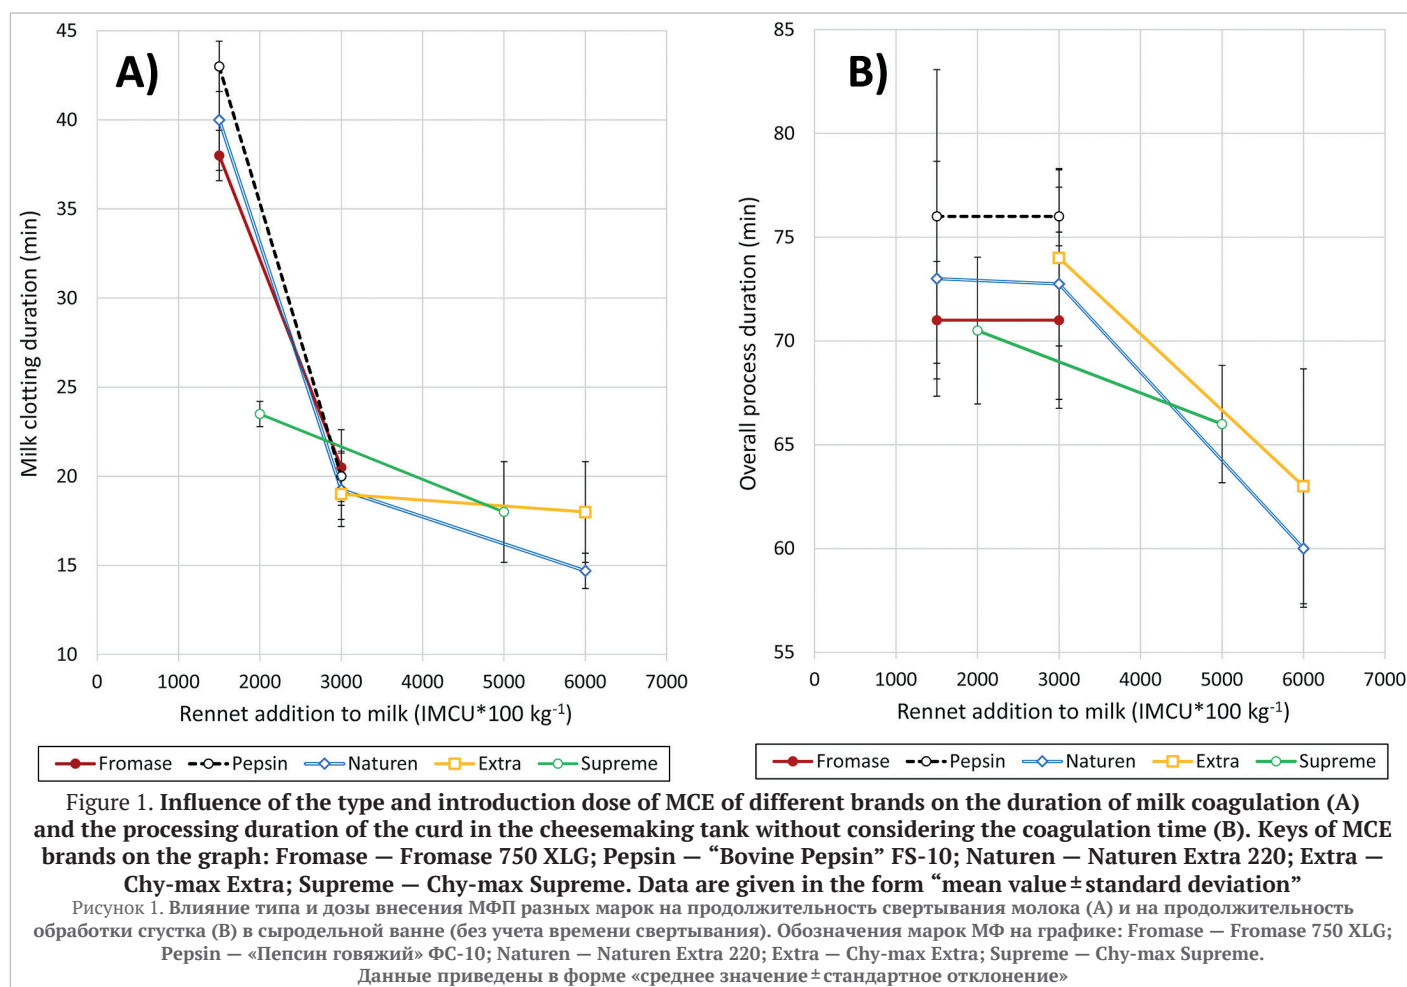 A)
45
40
35
30
25
20
15
10
Milk clotting duration (min)
0 1000 2000 3000 4000 5000 6000 7000
Rennet addition to milk (IMCU*100 kg⁻¹)
Fromase Pepsin Naturen Extra Supreme
B)
85
80
75
70
65
60
55
Overall process duration (min)
0 1000 2000 3000 4000 5000 6000 7000
Rennet addition to milk (IMCU*100 kg⁻¹)
Fromase Pepsin Naturen Extra Supreme
Figure 1. Influence of the type and introduction dose of MCE of different brands on the duration of milk coagulation (A)
and the processing duration of the curd in the cheesemaking tank without considering the coagulation time (B). Keys of MCE
brands on the graph: Fromase — Fromase 750 XLG; Pepsin — “Bovine Pepsin” FS-10; Naturen — Naturen Extra 220; Extra —
Chy-max Extra; Supreme — Chy-max Supreme. Data are given in the form “mean value ± standard deviation”
Рисунок 1. Влияние типа и дозы внесения МФП разных марок на продолжительность свертывания молока (А) и на продолжительность
обработки сгустка (В) в сыродельной ванне (без учета времени свертывания). Обозначения марок МФ на графике: Fromase — Fromase 750 XLG;
Pepsin — «Пепсин говяжий» ФС-10; Naturen — Naturen Extra 220; Extra — Chy-max Extra; Supreme — Chy-max Supreme.
Данные приведены в форме «среднее значение ± стандартное отклонение»